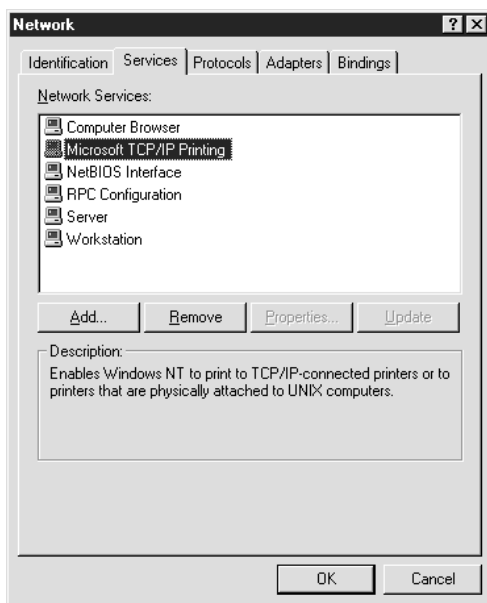 Network
Identification Services Protocols Adapters Bindings
Network Services:
Computer Browser
Microsoft TCP/IP Printing
NetBIOS Interface
RPC Configuration
Server
Workstation
Add... Remove Properties... Update
Description:
Enables Windows NT to print to TCP/IP-connected printers or to
printers that are physically attached to UNIX computers.
OK Cancel